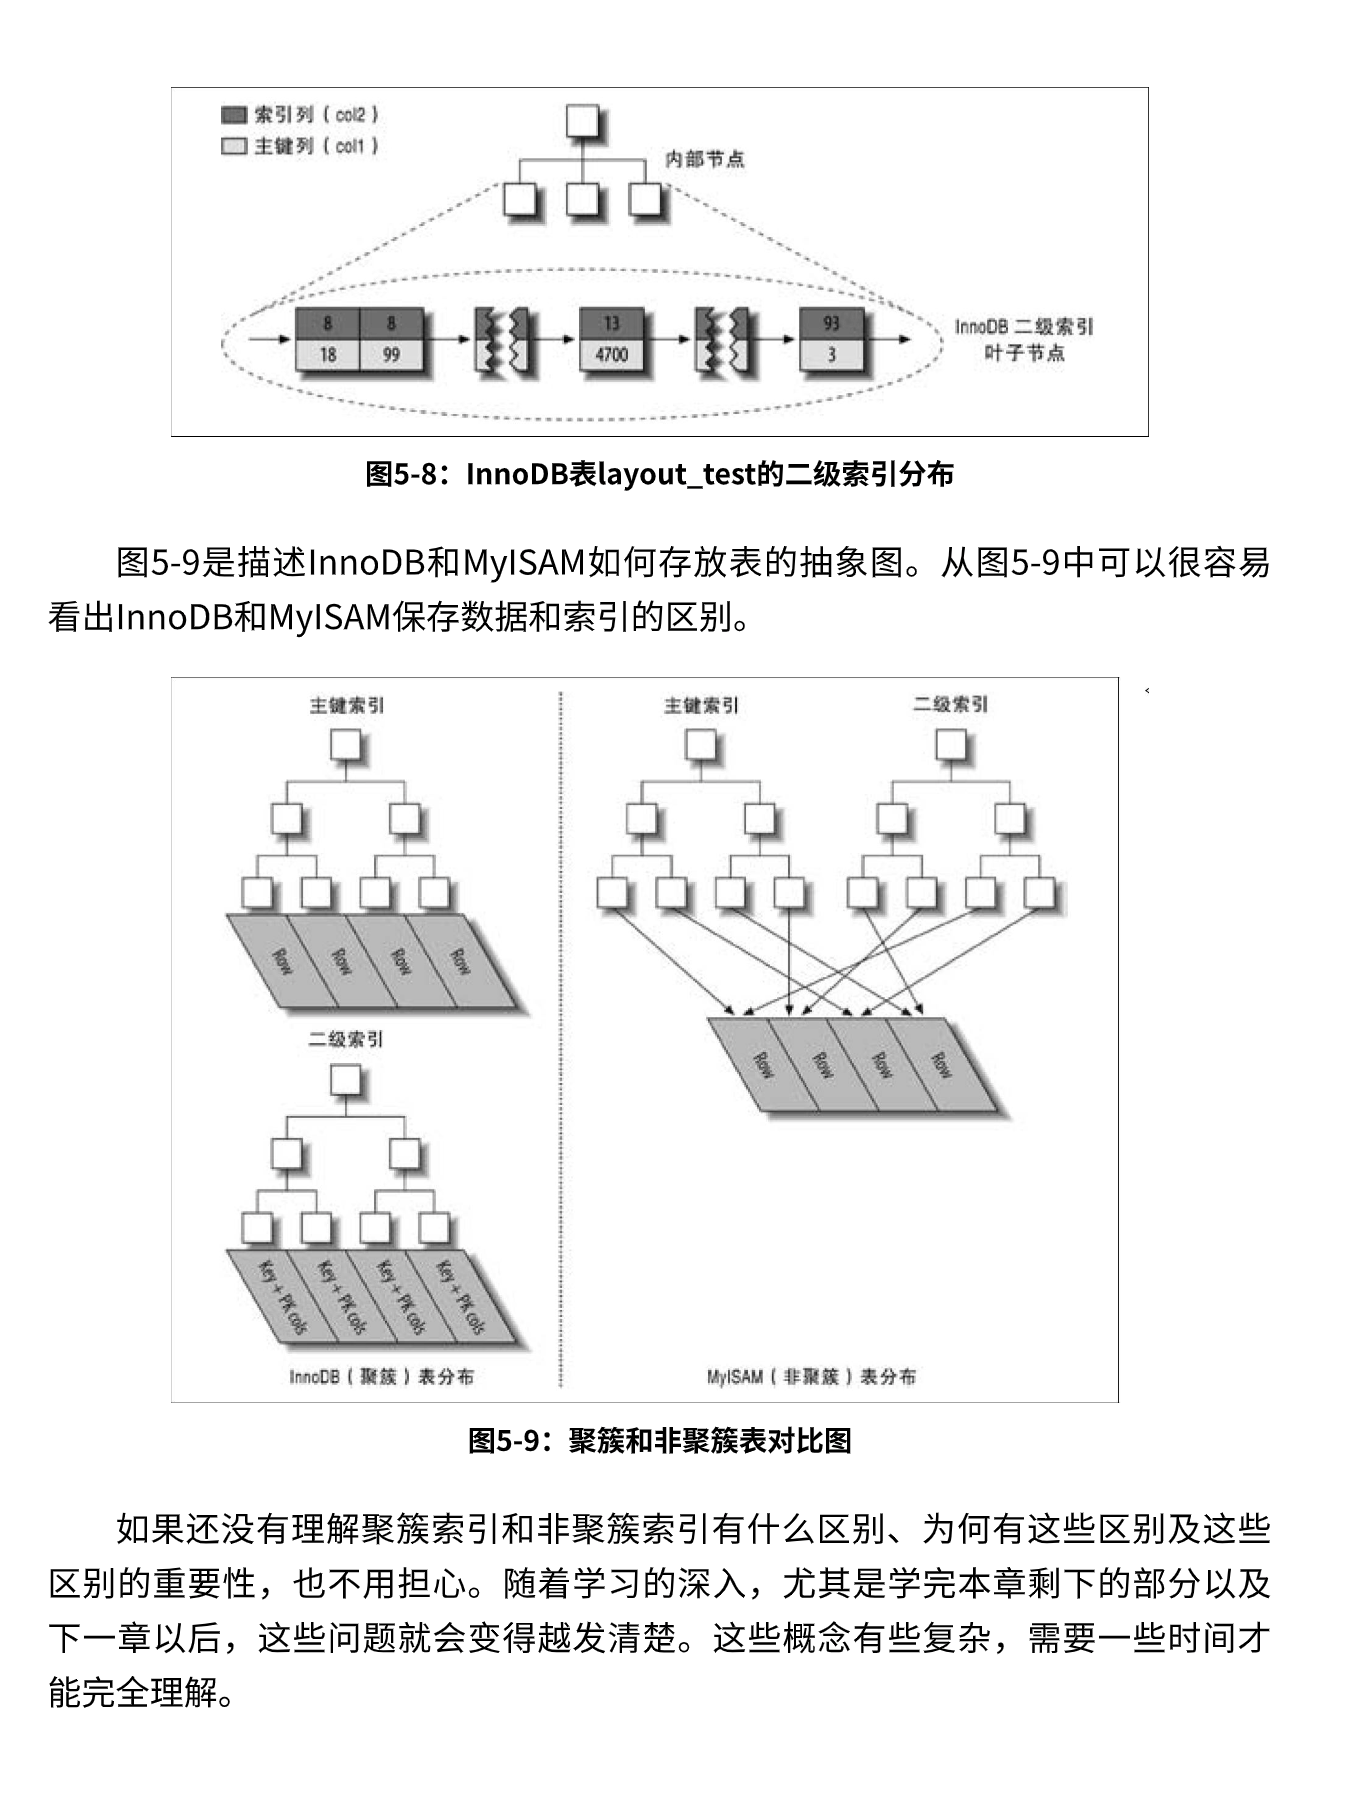 索引列（col2）
主键列（col1）
内部节点
8 8 13 93
18 99 4700 3
InnoDB 二级索引
叶子节点
图5-8：InnoDB表layout_test的二级索引分布
图5-9是描述InnoDB和MyISAM如何存放表的抽象图。从图5-9中可以很容易
看出InnoDB和MyISAM保存数据和索引的区别。
主键索引
Row Row Row Row
二级索引
Key + PK cols Key + PK cols Key + PK cols Key + PK cols
InnoDB（聚簇）表分布
主键索引 二级索引
Row Row Row Row
MyISAM（非聚簇）表分布
图5-9：聚簇和非聚簇表对比图
如果还没有理解聚簇索引和非聚簇索引有什么区别、为何有这些区别及这些
区别的重要性，也不用担心。随着学习的深入，尤其是学完本章剩下的部分以及
下一章以后，这些问题就会变得越发清楚。这些概念有些复杂，需要一些时间才
能完全理解。